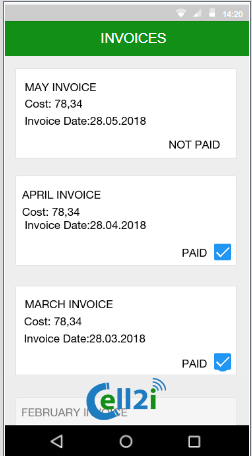 14:20
INVOICES
MAY INVOICE
Cost: 78,34
Invoice Date:28.05.2018
NOT PAID
APRIL INVOICE
Cost: 78,34
Invoice Date:28.04.2018
PAID
MARCH INVOICE
Cost: 78,34
Invoice Date:28.03.2018
PAID
Cell2i
FEBRUARY INVOICE